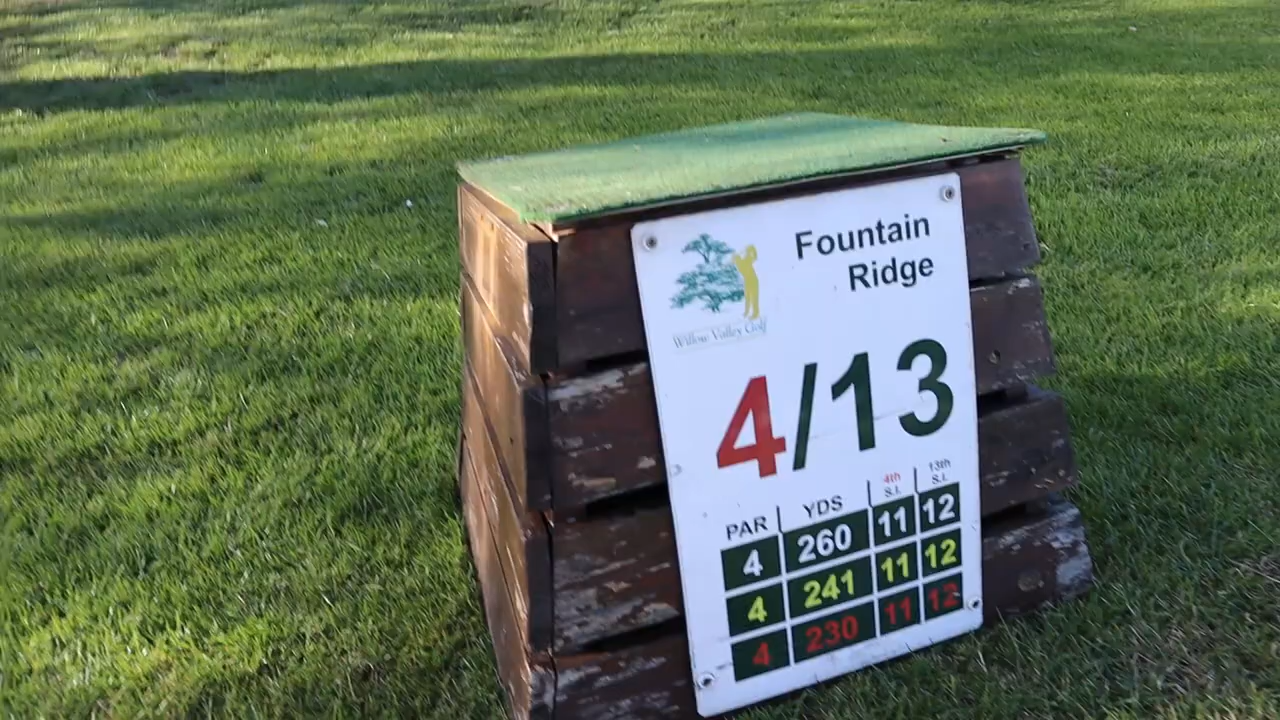 Fountain
Ridge
Willow Valley Golf
4/13
PAR YDS 4th S.I. 13th S.I.
4 260 11 12
4 241 11 12
4 230 11 12